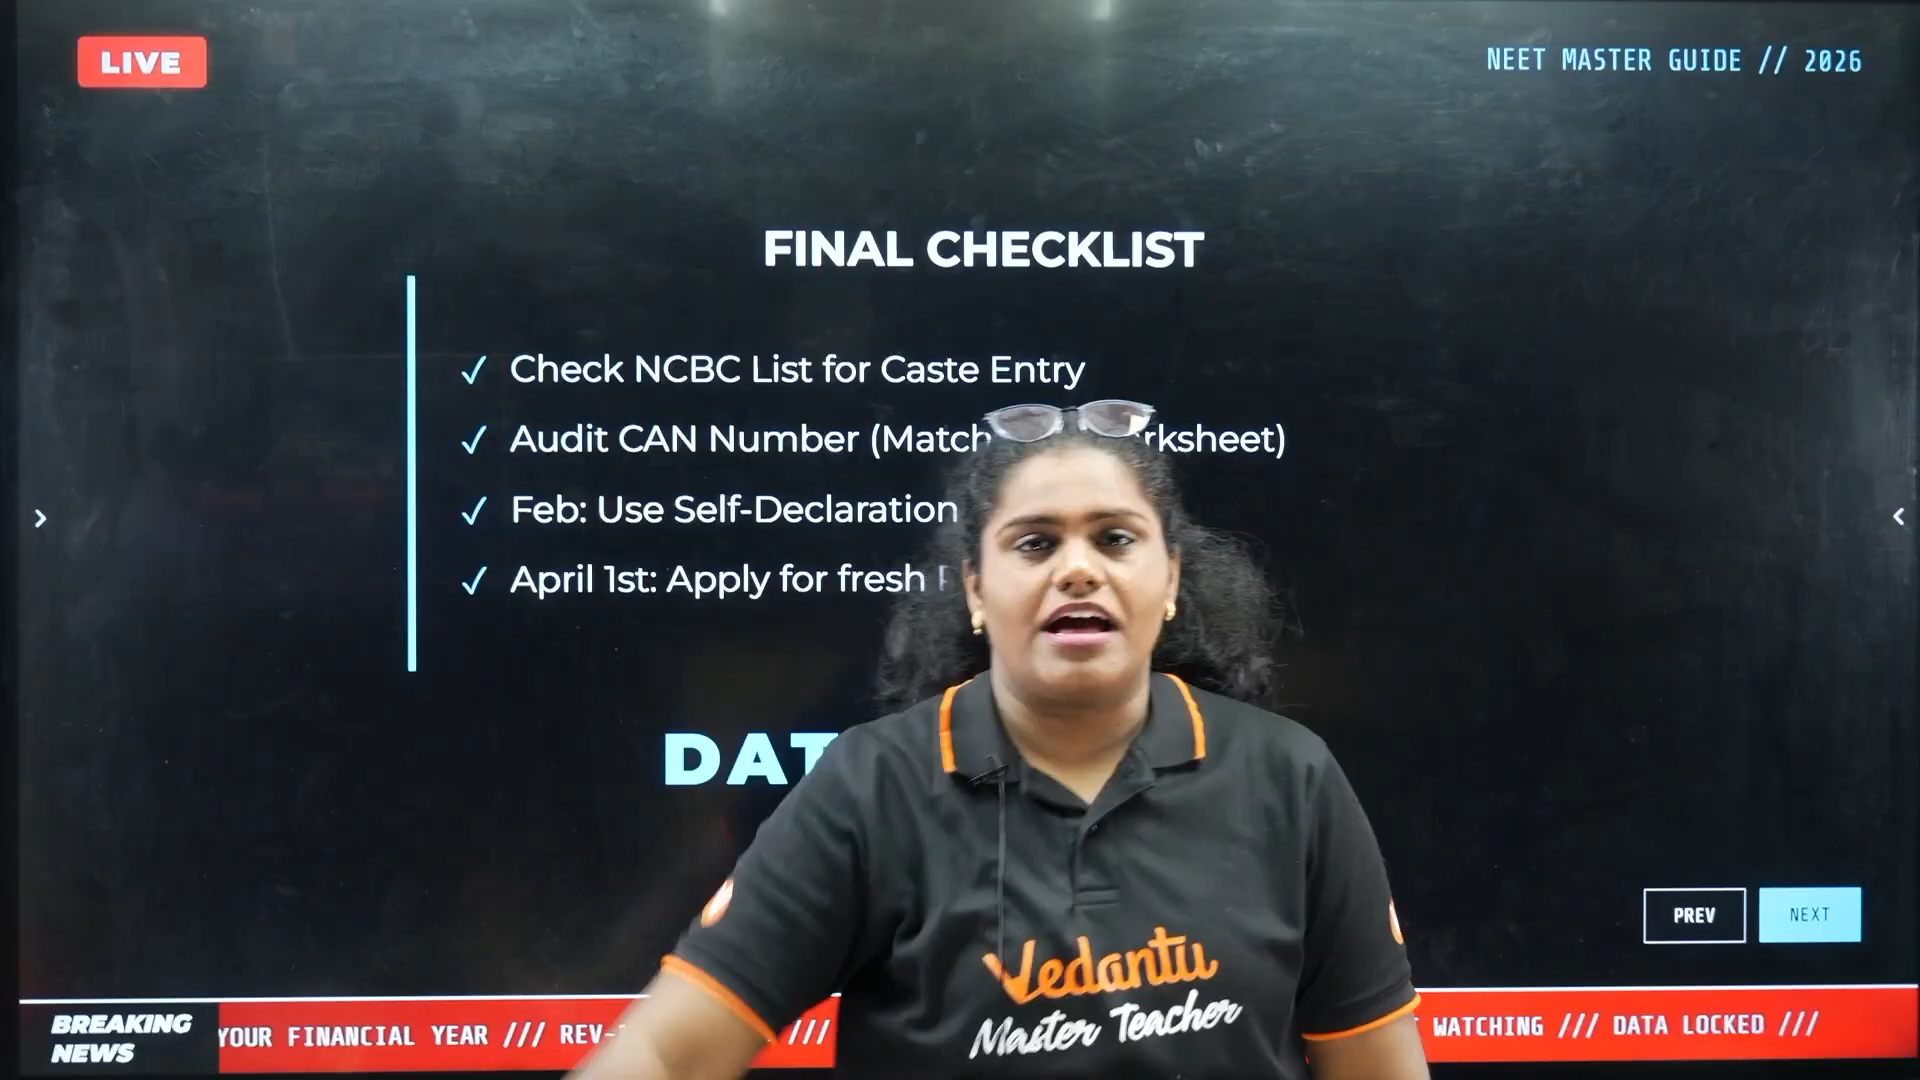 LIVE
NEET MASTER GUIDE // 2026
FINAL CHECKLIST
✓ Check NCBC List for Caste Entry
✓ Audit CAN Number (Match
✓ Feb: Use Self-Declaration
✓ April 1st: Apply for fresh
PREV
NEXT
BREAKING NEWS
YOUR FINANCIAL YEAR /// REV- /// WATCHING /// DATA LOCKED ///
Vedantu
Master Teacher